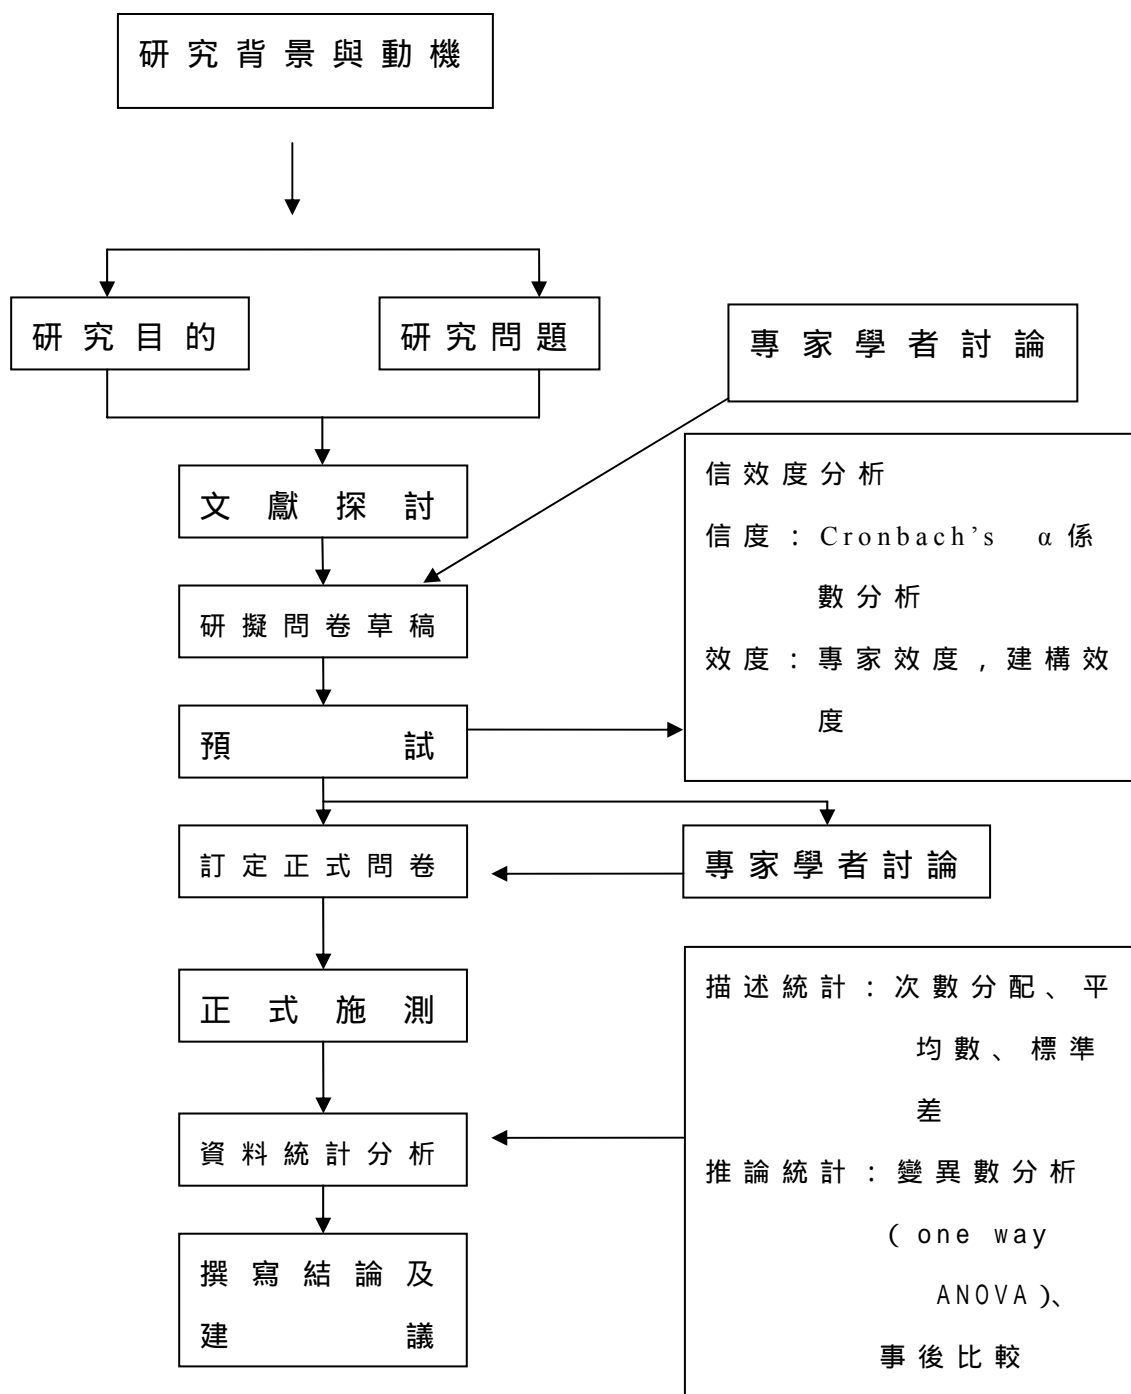 研究背景與動機
研究目的
研究問題
專家學者討論
文獻探討
信效度分析
信度：Cronbach’s α係
數分析
效度：專家效度，建構效
度
研擬問卷草稿
預試
訂定正式問卷
專家學者討論
正式施測
描述統計：次數分配、平
均數、標準
差
推論統計：變異數分析
（one way
ANOVA）、
事後比較
資料統計分析
撰寫結論及
建議